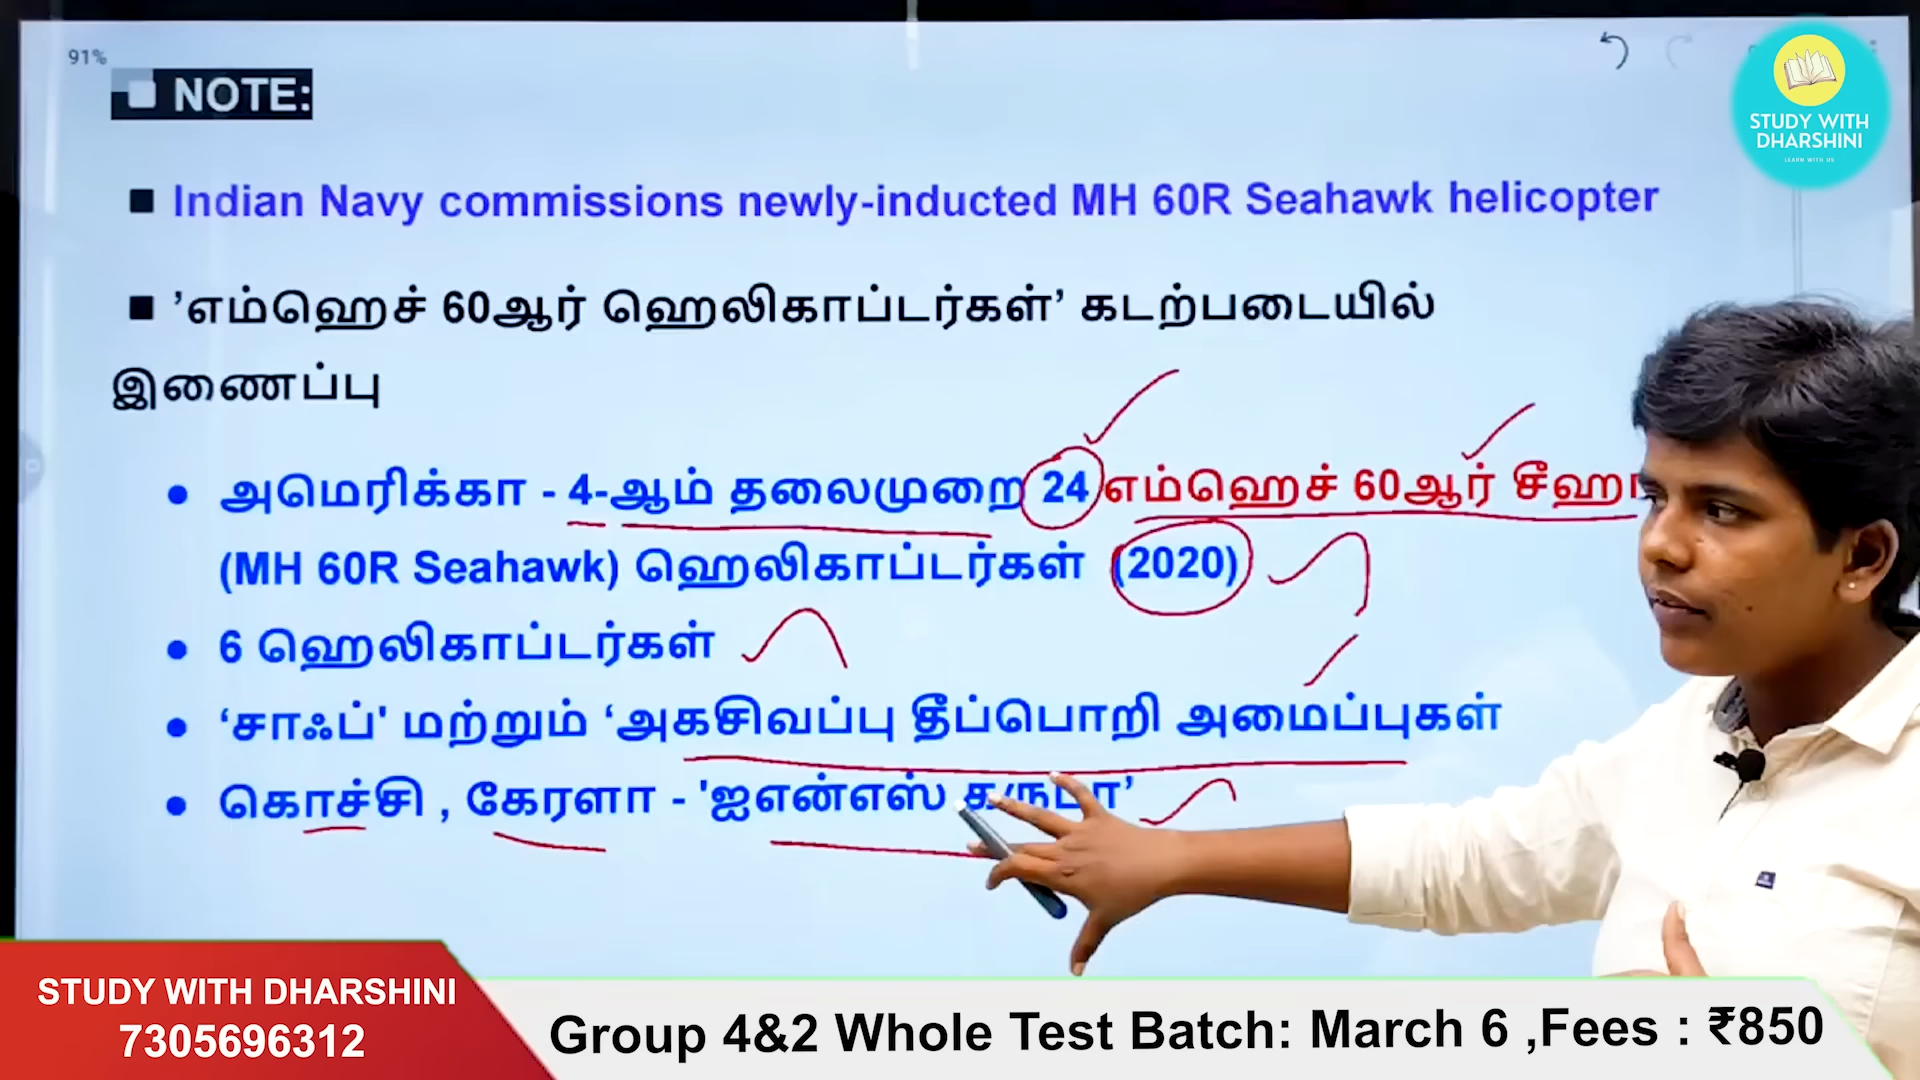 91%
NOTE:
STUDY WITH
DHARSHINI
LEARN WITH US
■ Indian Navy commissions newly-inducted MH 60R Seahawk helicopter
■ ’எம்ஹெச் 60ஆர் ஹெலிகாப்டர்கள்’ கடற்படையில்
இணைப்பு
• அமெரிக்கா - 4-ஆம் தலைமுறை 24 எம்ஹெச் 60ஆர்
(MH 60R Seahawk) ஹெலிகாப்டர்கள் (2020)
• 6 ஹெலிகாப்டர்கள்
• ‘சாஃப்' மற்றும் ‘அகசிவப்பு தீப்பொறி அமைப்புகள்
• கொச்சி , கேரளா - 'ஐஎன்எஸ்
STUDY WITH DHARSHINI
7305696312
Group 4&2 Whole Test Batch: March 6 ,Fees : ₹850